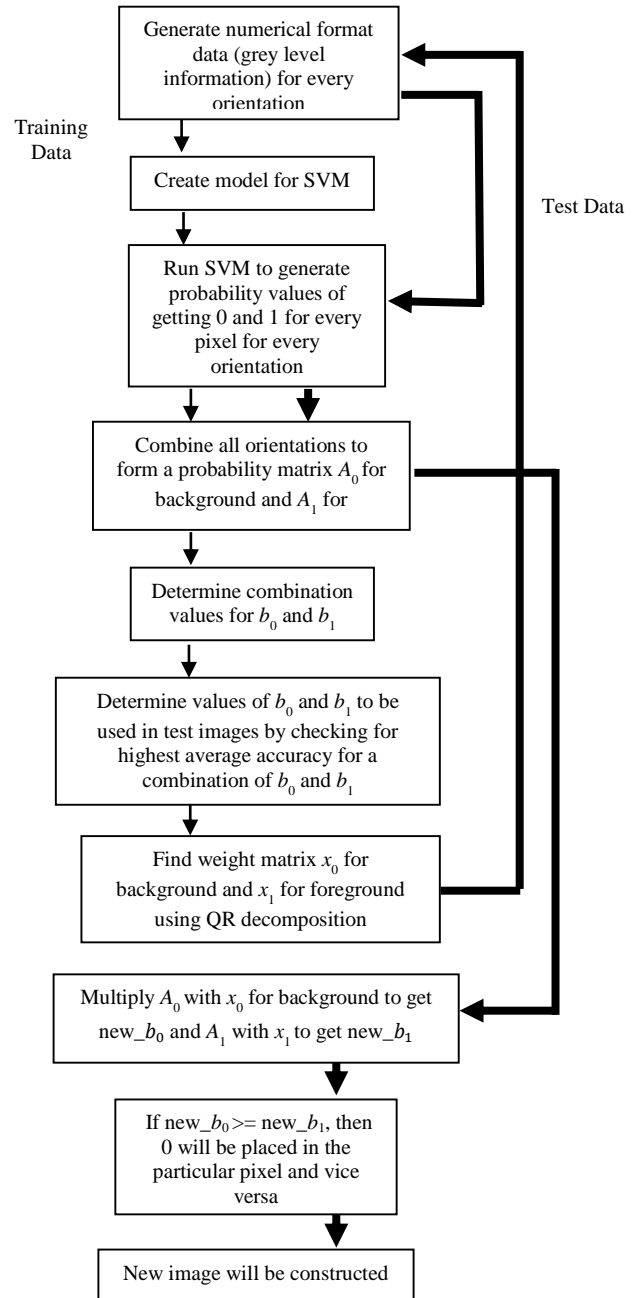 Generate numerical format
data (grey level
information) for every
orientation
Training
Data
Create model for SVM
Test Data
Run SVM to generate
probability values of
getting 0 and 1 for every
pixel for every
orientation
Combine all orientations to
form a probability matrix A₀ for
background and A₁ for
Determine combination
values for b₀ and b₁
Determine values of b₀ and b₁ to be
used in test images by checking for
highest average accuracy for a
combination of b₀ and b₁
Find weight matrix x₀ for
background and x₁ for foreground
using QR decomposition
Multiply A₀ with x₀ for background to get
new_b₀ and A₁ with x₁ to get new_b₁
If new_b₀ >= new_b₁, then
0 will be placed in the
particular pixel and vice
versa
New image will be constructed